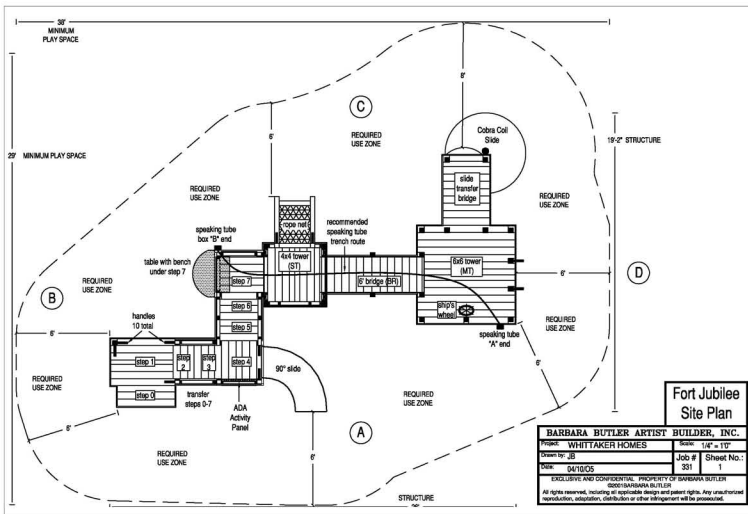 38'
MINIMUM
PLAY SPACE
8'
C
REQUIRED
USE ZONE
Cobra Coil
Slide
19'-2" STRUCTURE
29' MINIMUM PLAY SPACE
6'
REQUIRED
USE ZONE
slide
transfer
bridge
REQUIRED
USE ZONE
rope net
recommended
speaking tube
trench route
speaking tube
box "B" end
4x4 tower
(ST)
6x6 tower
(MT)
table with bench
under step 7
step 7
6' bridge (BR)
6'
D
REQUIRED
USE ZONE
B
handles
10 total
step 6
step 5
ship's
wheel
REQUIRED
USE ZONE
6'
speaking tube
"A" end
step 1
step 2
step 3
step 4
90° slide
6'
REQUIRED
USE ZONE
step 0
transfer
steps 0-7
ADA
Activity
Panel
REQUIRED
USE ZONE
6'
A
REQUIRED
USE ZONE
6'
STRUCTURE
Fort Jubilee
Site Plan
BARBARA BUTLER ARTIST BUILDER, INC.
Project: WHITTAKER HOMES
Scale: 1/4" = 1'0"
Drawn by: JB
Job # 331
Sheet No.: 1
Date: 04/10/05
EXCLUSIVE AND CONFIDENTIAL PROPERTY OF BARBARA BUTLER
©2001BARBARA BUTLER
All rights reserved, including all applicable design and patent rights. Any unauthorized
reproduction, adaptation, distribution or other infringement will be prosecuted.